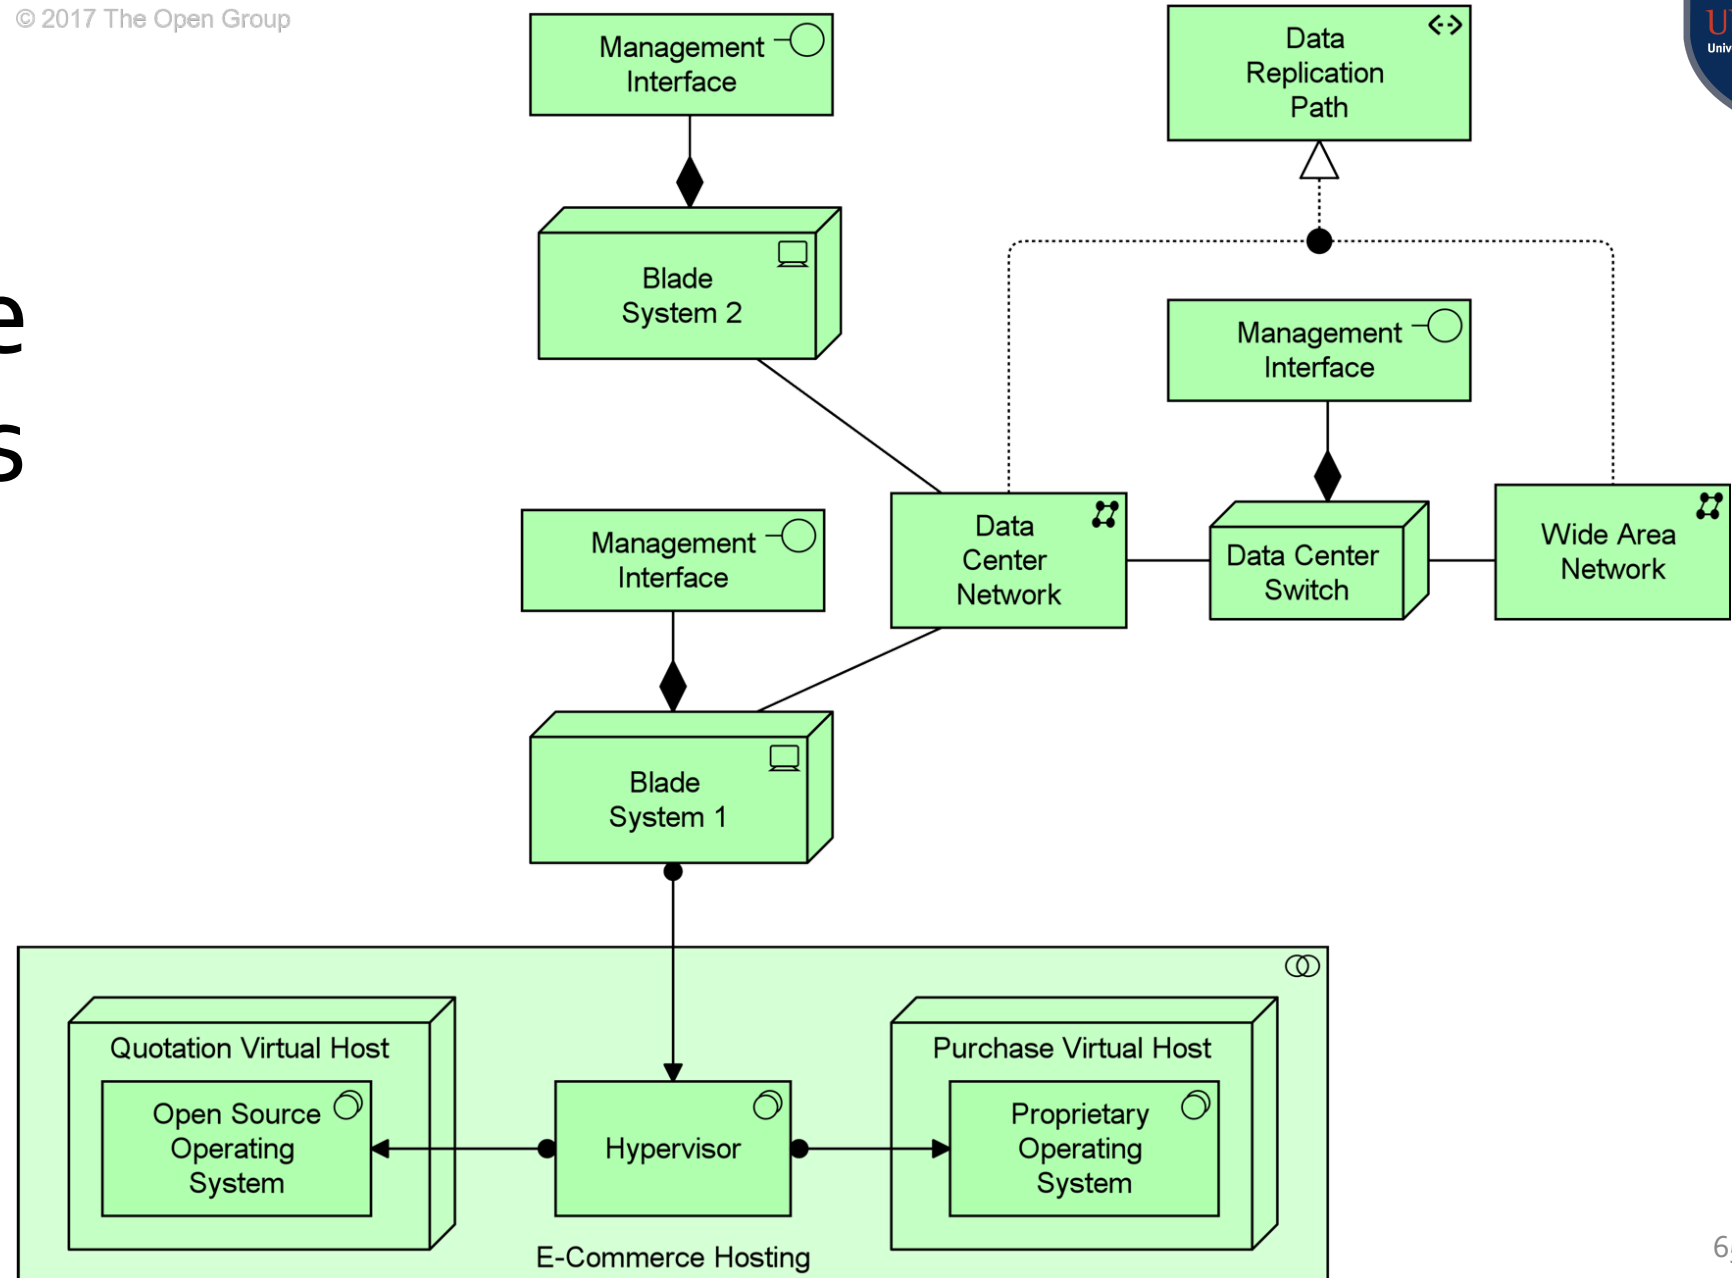 © 2017 The Open Group
Management
Interface
Data
Replication
Path
Blade
System 2
Management
Interface
Management
Interface
Data
Center
Network
Data Center
Switch
Wide Area
Network
Blade
System 1
Quotation Virtual Host
Open Source
Operating
System
Hypervisor
Purchase Virtual Host
Proprietary
Operating
System
E-Commerce Hosting